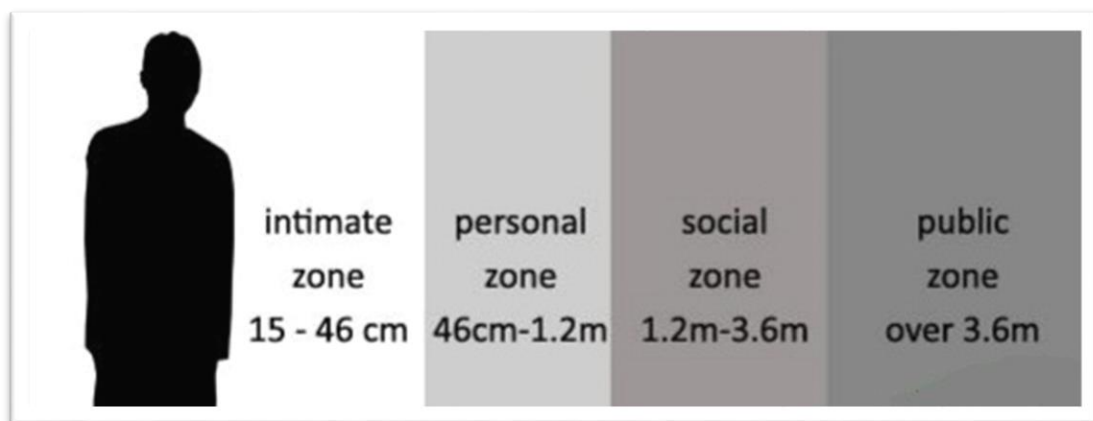 intimate
zone
15 - 46 cm
personal
zone
46cm-1.2m
social
zone
1.2m-3.6m
public
zone
over 3.6m